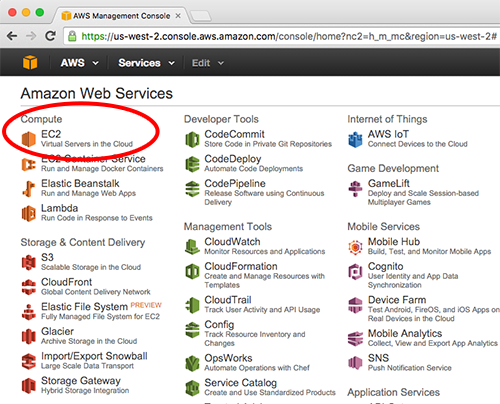 AWS Management Console
https://us-west-2.console.aws.amazon.com/console/home?nc2=h_m_mc&region=us-west-2#
AWS Services Edit
Amazon Web Services
Compute
EC2
Virtual Servers in the Cloud
EC2 Container Service
Run and Manage Docker Containers
Elastic Beanstalk
Run and Manage Web Apps
Lambda
Run Code in Response to Events
Storage & Content Delivery
S3
Scalable Storage in the Cloud
CloudFront
Global Content Delivery Network
Elastic File System PREVIEW
Fully Managed File System for EC2
Glacier
Archive Storage in the Cloud
Import/Export Snowball
Large Scale Data Transport
Storage Gateway
Hybrid Storage Integration
Developer Tools
CodeCommit
Store Code in Private Git Repositories
CodeDeploy
Automate Code Deployments
CodePipeline
Release Software using Continuous
Delivery
Management Tools
CloudWatch
Monitor Resources and Applications
CloudFormation
Create and Manage Resources with
Templates
CloudTrail
Track User Activity and API Usage
Config
Track Resource Inventory and
Changes
OpsWorks
Automate Operations with Chef
Service Catalog
Create and Use Standardized Products
Internet of Things
AWS IoT
Connect Devices to the Cloud
Game Development
GameLift
Deploy and Scale Session-based
Multiplayer Games
Mobile Services
Mobile Hub
Build, Test, and Monitor Mobile Apps
Cognito
User Identity and App Data
Synchronization
Device Farm
Test Android, FireOS, and iOS Apps on
Real Devices in the Cloud
Mobile Analytics
Collect, View and Export App Analytics
SNS
Push Notification Service
Application Services